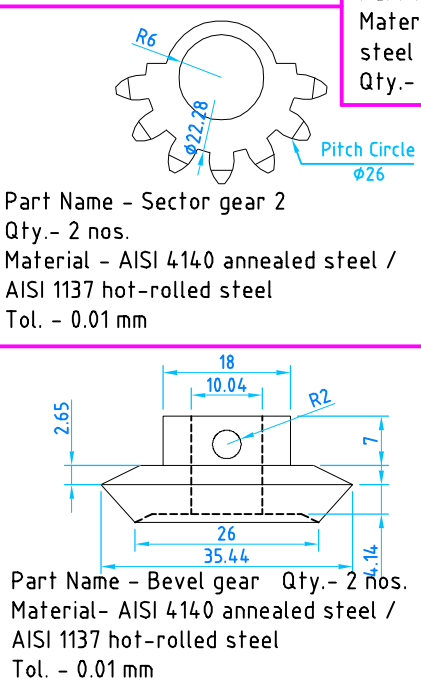 Mater
steel
Qty.-
R6
ϕ22.28
Pitch Circle
ϕ26
Part Name - Sector gear 2
Qty.- 2 nos.
Material - AISI 4140 annealed steel /
AISI 1137 hot-rolled steel
Tol. - 0.01 mm
18
10.04
R2
2.65
7
26
35.44
4.14
Part Name - Bevel gear Qty.- 2 nos.
Material- AISI 4140 annealed steel /
AISI 1137 hot-rolled steel
Tol. - 0.01 mm